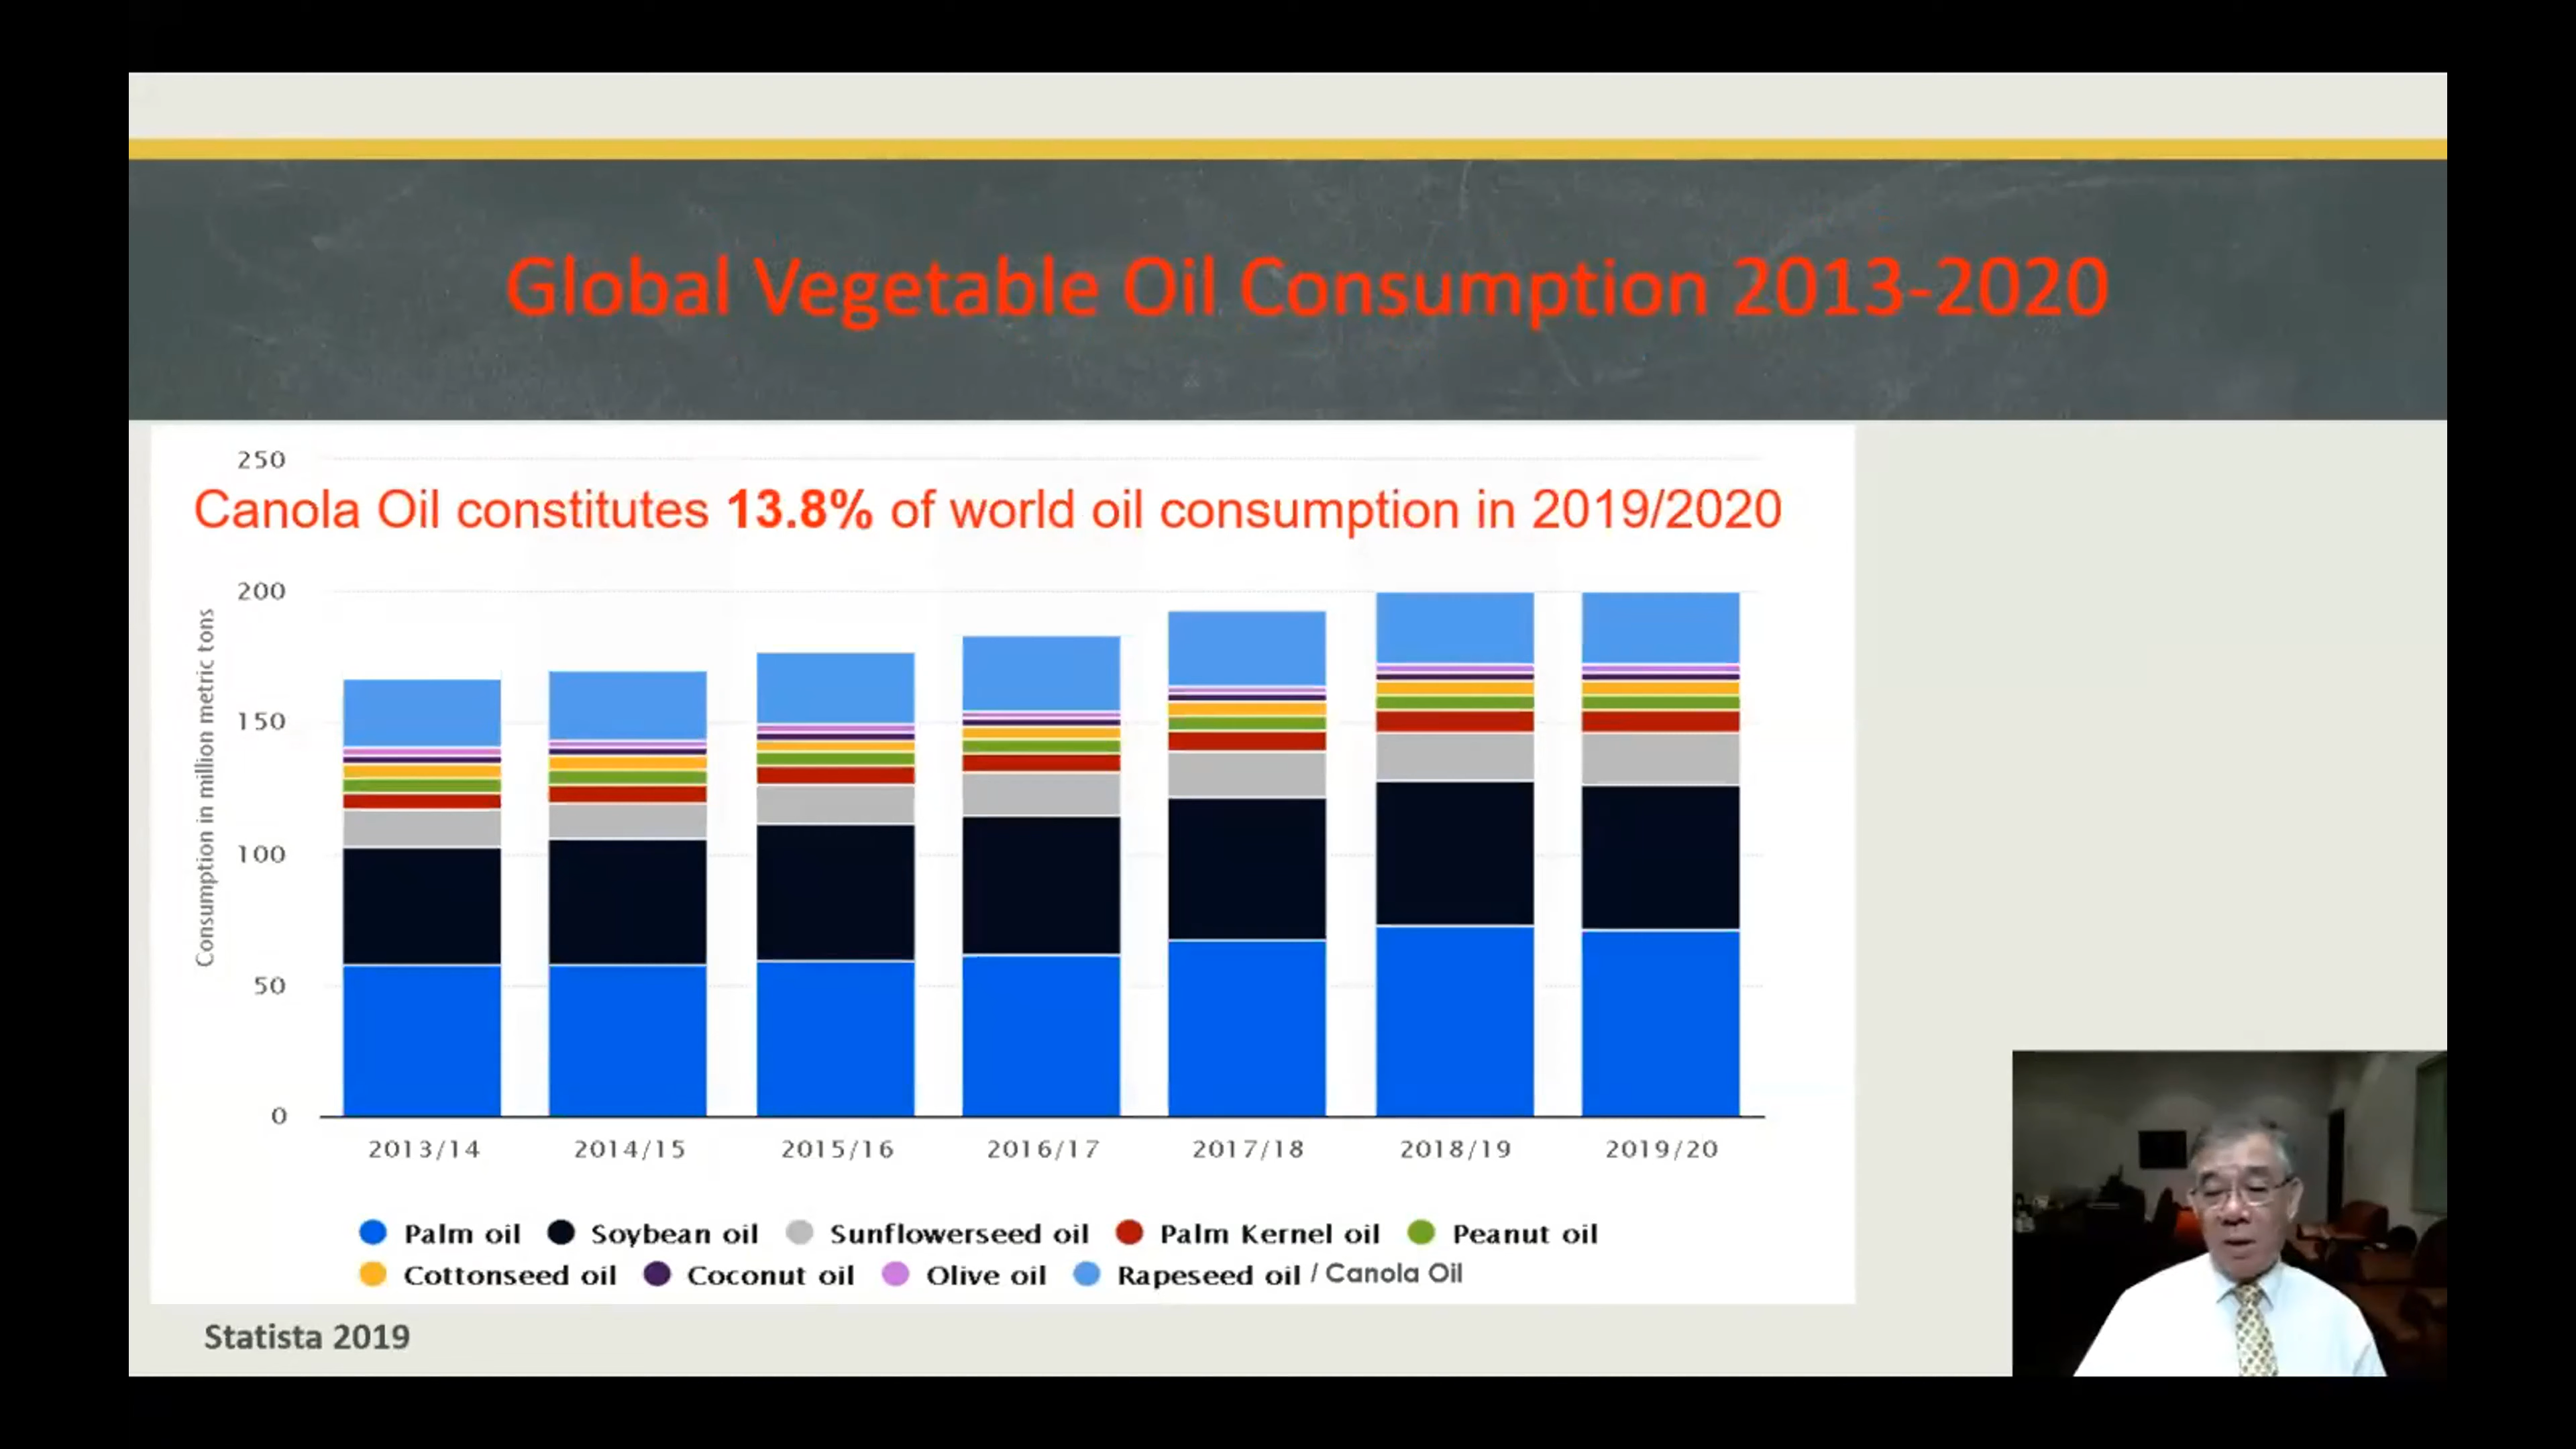 Global Vegetable Oil Consumption 2013-2020
250
Canola Oil constitutes 13.8% of world oil consumption in 2019/2020
200
150
100
50
0
Consumption in million metric tons
2013/14 2014/15 2015/16 2016/17 2017/18 2018/19 2019/20
Palm oil Soybean oil Sunflowerseed oil Palm Kernel oil Peanut oil
Cottonseed oil Coconut oil Olive oil Rapeseed oil / Canola Oil
Statista 2019